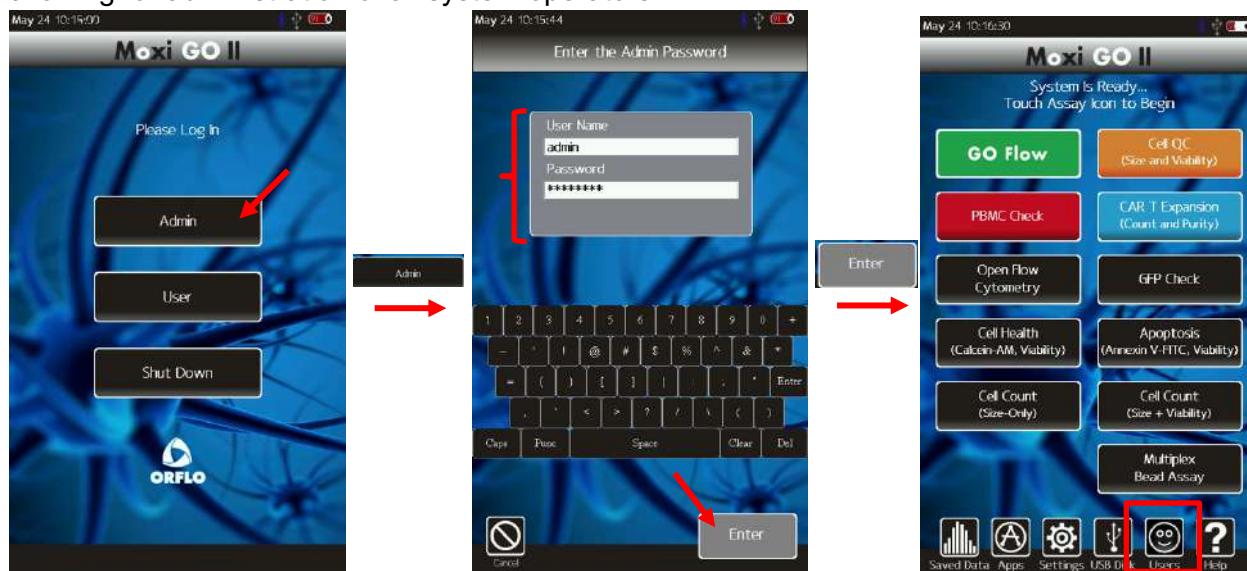 May 24 10:15:00
Moxi GO II
Please Log In
Admin
User
Shut Down
ORFLO
Admin
May 24 10:15:44
Enter the Admin Password
User Name
admin
Password
********
1 2 3 4 5 6 7 8 9 0 +
@ # $ % ^ & *
= ( ) Enter
< > ? / \
Caps Punc Space Clear Del
Cancel
Enter
Enter
May 24 10:16:30
Moxi GO II
System Is Ready...
Touch Assay Icon to Begin
GO Flow
Cell QC
(Size and Viability)
PBMC Check
CAR T Expansion
(Count and Purity)
Open Flow
Cytometry
GFP Check
Cell Health
(Calcein-AM, Viability)
Apoptosis
(Annexin V-FITC, Viability)
Cell Count
(Size-Only)
Cell Count
(Size + Viability)
Multiplex
Bead Assay
Saved Data Apps Settings USB Disk Users Help